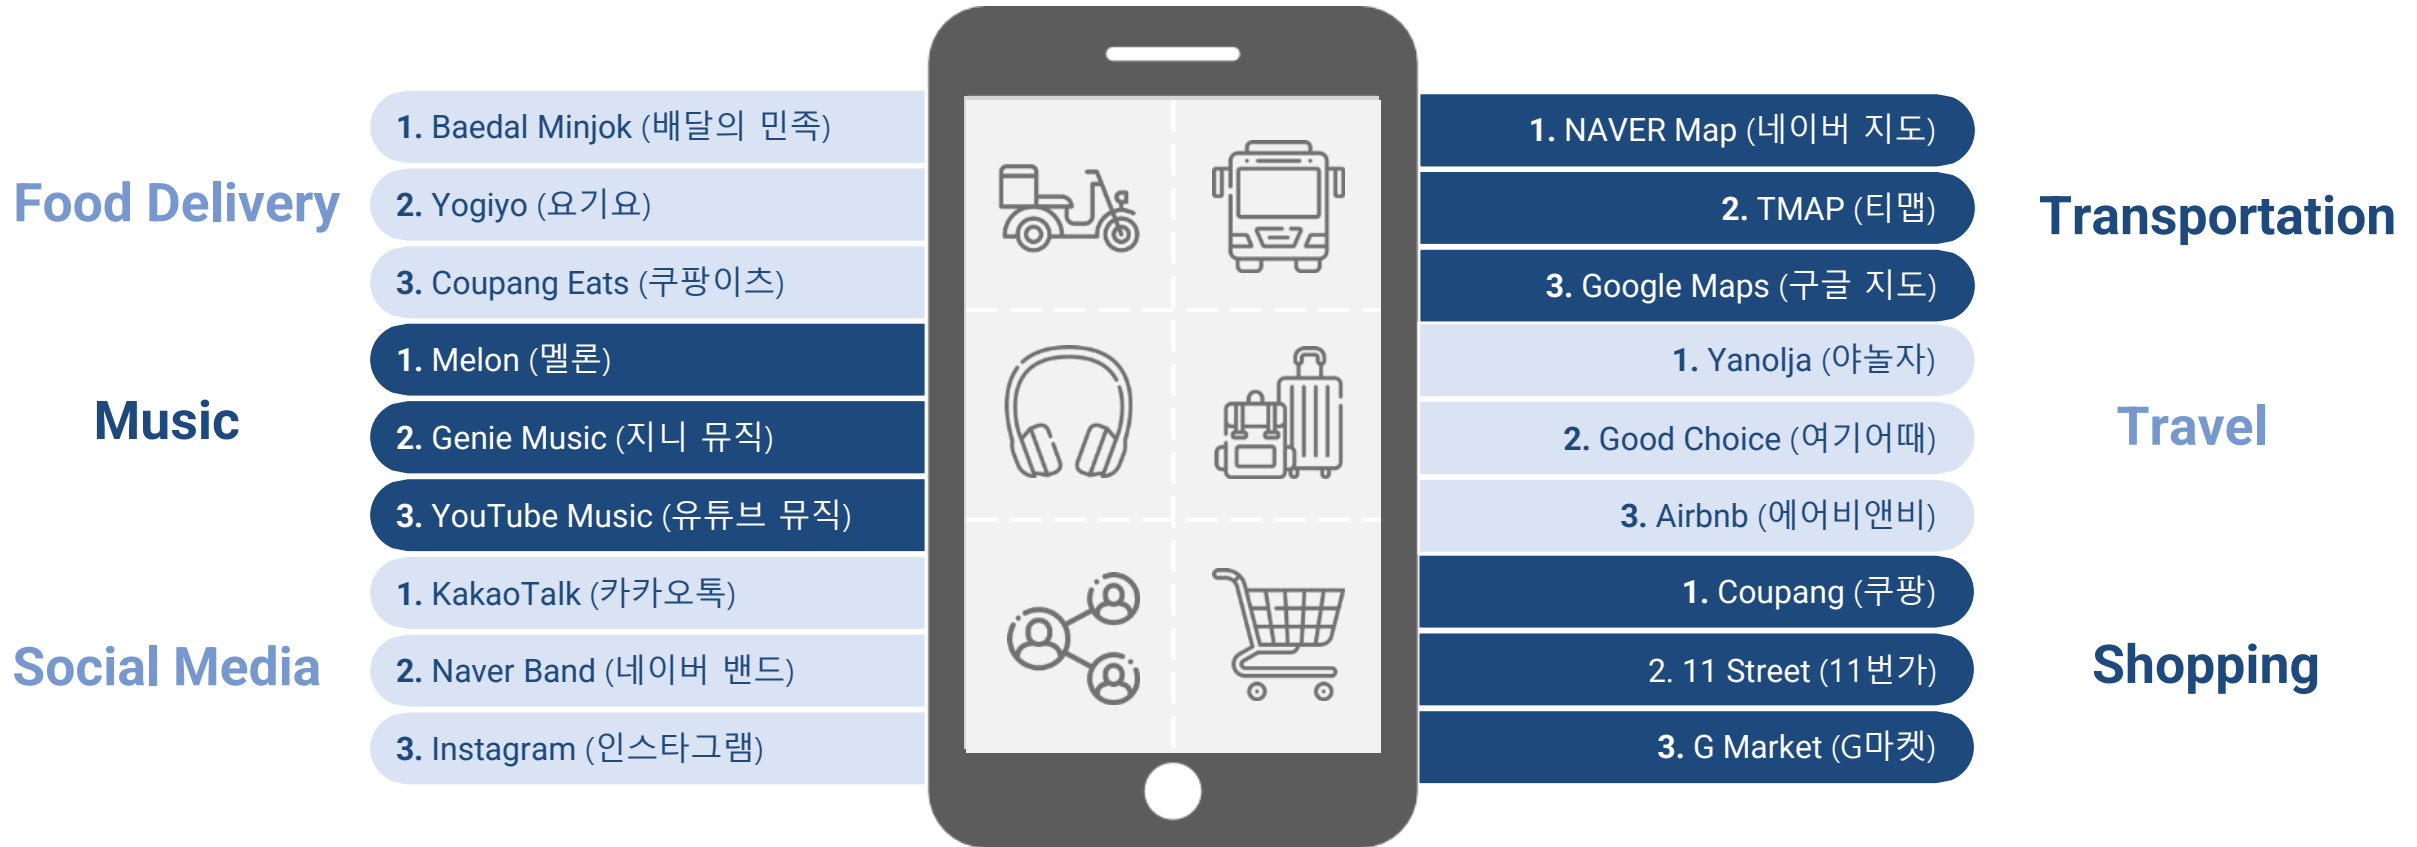 Food Delivery
1. Baedal Minjok (배달의 민족)
2. Yogiyo (요기요)
3. Coupang Eats (쿠팡이츠)
Music
1. Melon (멜론)
2. Genie Music (지니 뮤직)
3. YouTube Music (유튜브 뮤직)
Social Media
1. KakaoTalk (카카오톡)
2. Naver Band (네이버 밴드)
3. Instagram (인스타그램)
Transportation
1. NAVER Map (네이버 지도)
2. TMAP (티맵)
3. Google Maps (구글 지도)
Travel
1. Yanolja (야놀자)
2. Good Choice (여기어때)
3. Airbnb (에어비앤비)
Shopping
1. Coupang (쿠팡)
2. 11 Street (11번가)
3. G Market (G마켓)